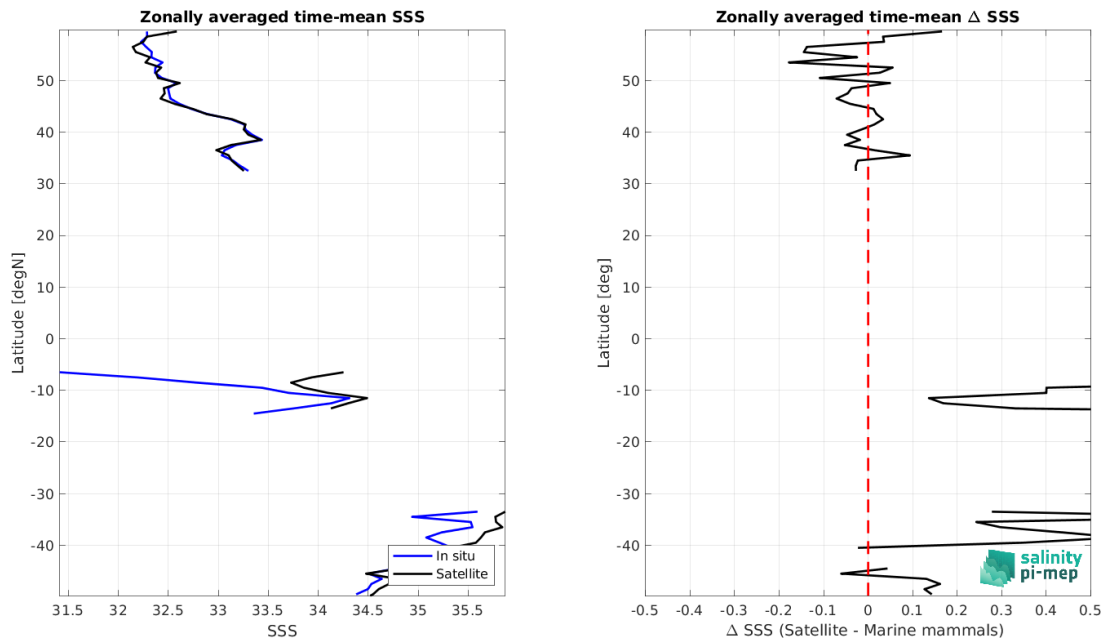 Zonally averaged time-mean SSS
50
40
30
20
10
0
-10
-20
-30
-40
Latitude [degN]
In situ
Satellite
31.5 32 32.5 33 33.5 34 34.5 35 35.5
SSS
Zonally averaged time-mean Δ SSS
50
40
30
20
10
0
-10
-20
-30
-40
Latitude [deg]
salinity
pi-mep
-0.5 -0.4 -0.3 -0.2 -0.1 0 0.1 0.2 0.3 0.4 0.5
Δ SSS (Satellite - Marine mammals)